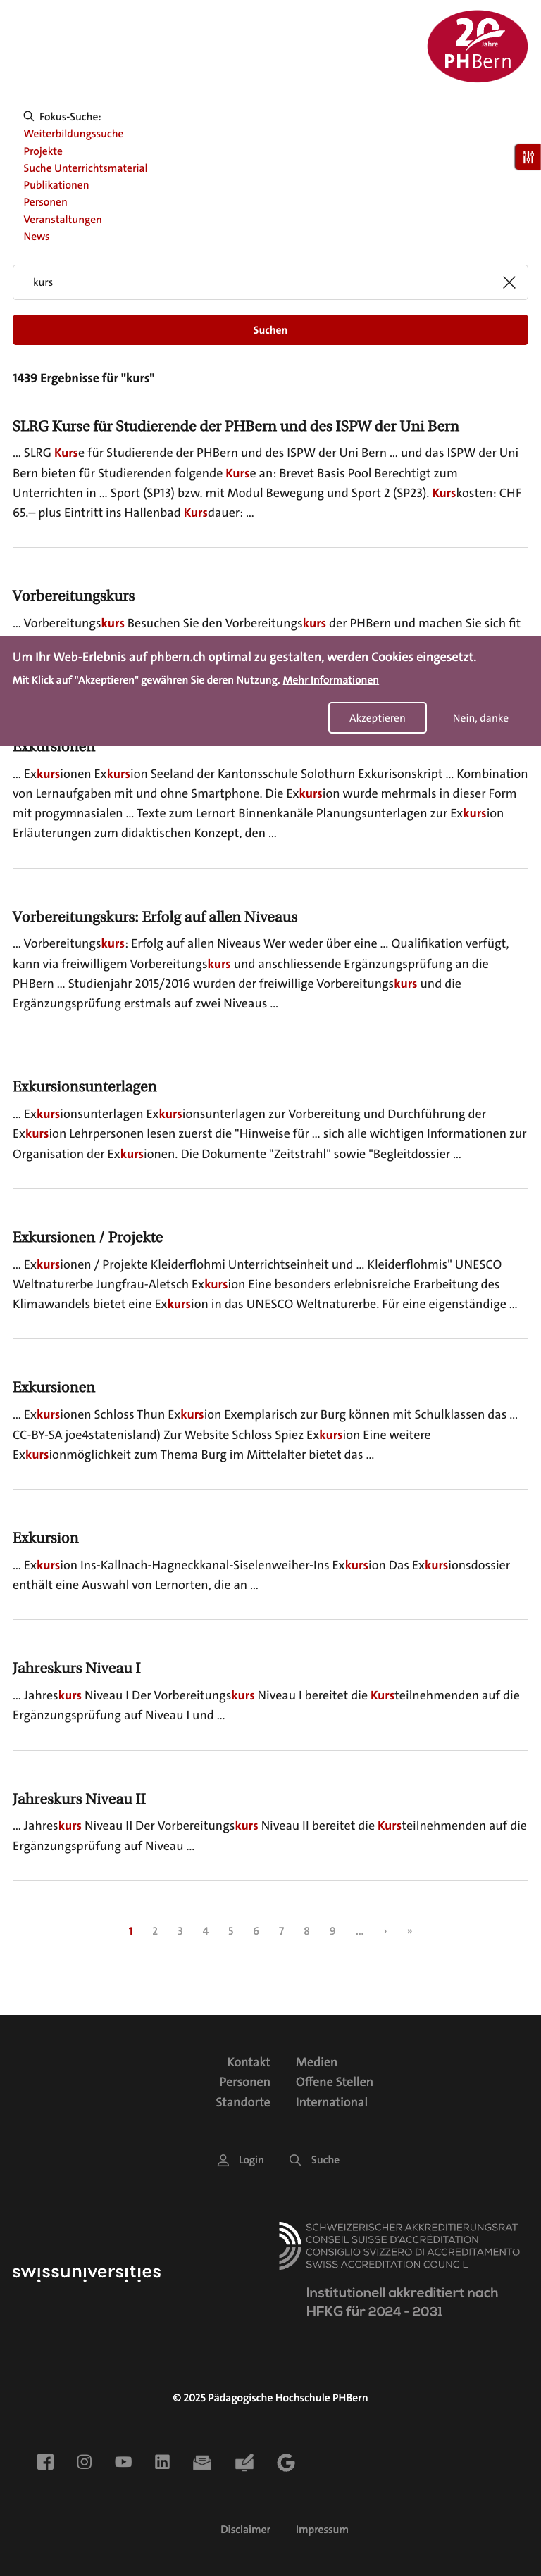 20
Jahre
PHBern
Fokus-Suche:
Weiterbildungssuche
Projekte
Suche Unterrichtsmaterial
Publikationen
Personen
Veranstaltungen
News
kurs
Suchen
1439 Ergebnisse für "kurs"
SLRG Kurse für Studierende der PHBern und des ISPW der Uni Bern
... SLRG Kurse für Studierende der PHBern und des ISPW der Uni Bern ... und das ISPW der Uni
Bern bieten für Studierenden folgende Kurse an: Brevet Basis Pool Berechtigt zum
Unterrichten in ... Sport (SP13) bzw. mit Modul Bewegung und Sport 2 (SP23). Kurskosten: CHF
65.– plus Eintritt ins Hallenbad Kursdauer: ...
Vorbereitungskurs
... Vorbereitungskurs Besuchen Sie den Vorbereitungskurs der PHBern und machen Sie sich fit
Um Ihr Web-Erlebnis auf phbern.ch optimal zu gestalten, werden Cookies eingesetzt.
Mit Klick auf "Akzeptieren" gewähren Sie deren Nutzung. Mehr Informationen
Akzeptieren
Nein, danke
Exkursionen
... Exkursionen Exkursion Seeland der Kantonsschule Solothurn Exkurisonskript ... Kombination
von Lernaufgaben mit und ohne Smartphone. Die Exkursion wurde mehrmals in dieser Form
mit progymnasialen ... Texte zum Lernort Binnenkanäle Planungsunterlagen zur Exkursion
Erläuterungen zum didaktischen Konzept, den ...
Vorbereitungskurs: Erfolg auf allen Niveaus
... Vorbereitungskurs: Erfolg auf allen Niveaus Wer weder über eine ... Qualifikation verfügt,
kann via freiwilligem Vorbereitungskurs und anschliessende Ergänzungsprüfung an die
PHBern ... Studienjahr 2015/2016 wurden der freiwillige Vorbereitungskurs und die
Ergänzungsprüfung erstmals auf zwei Niveaus ...
Exkursionsunterlagen
... Exkursionsunterlagen Exkursionsunterlagen zur Vorbereitung und Durchführung der
Exkursion Lehrpersonen lesen zuerst die "Hinweise für ... sich alle wichtigen Informationen zur
Organisation der Exkursionen. Die Dokumente "Zeitstrahl" sowie "Begleitdossier ...
Exkursionen / Projekte
... Exkursionen / Projekte Kleiderflohmi Unterrichtseinheit und ... Kleiderflohmis" UNESCO
Weltnaturerbe Jungfrau-Aletsch Exkursion Eine besonders erlebnisreiche Erarbeitung des
Klimawandels bietet eine Exkursion in das UNESCO Weltnaturerbe. Für eine eigenständige ...
Exkursionen
... Exkursionen Schloss Thun Exkursion Exemplarisch zur Burg können mit Schulklassen das ...
CC-BY-SA joe4statenisland) Zur Website Schloss Spiez Exkursion Eine weitere
Exkursionmöglichkeit zum Thema Burg im Mittelalter bietet das ...
Exkursion
... Exkursion Ins-Kallnach-Hagneckkanal-Siselenweiher-Ins Exkursion Das Exkursionsdossier
enthält eine Auswahl von Lernorten, die an ...
Jahreskurs Niveau I
... Jahreskurs Niveau I Der Vorbereitungskurs Niveau I bereitet die Kursteilnehmenden auf die
Ergänzungsprüfung auf Niveau I und ...
Jahreskurs Niveau II
... Jahreskurs Niveau II Der Vorbereitungskurs Niveau II bereitet die Kursteilnehmenden auf die
Ergänzungsprüfung auf Niveau ...
1 2 3 4 5 6 7 8 9 ... › »
Kontakt
Personen
Standorte
Medien
Offene Stellen
International
Login
Suche
swissuniversities
SCHWEIZERISCHER AKKREDITIERUNGSRAT
CONSEIL SUISSE D'ACCRÉDITATION
CONSIGLIO SVIZZERO DI ACCREDITAMENTO
SWISS ACCREDITATION COUNCIL
Institutionell akkreditiert nach
HFKG für 2024 - 2031
© 2025 Pädagogische Hochschule PHBern
Disclaimer
Impressum